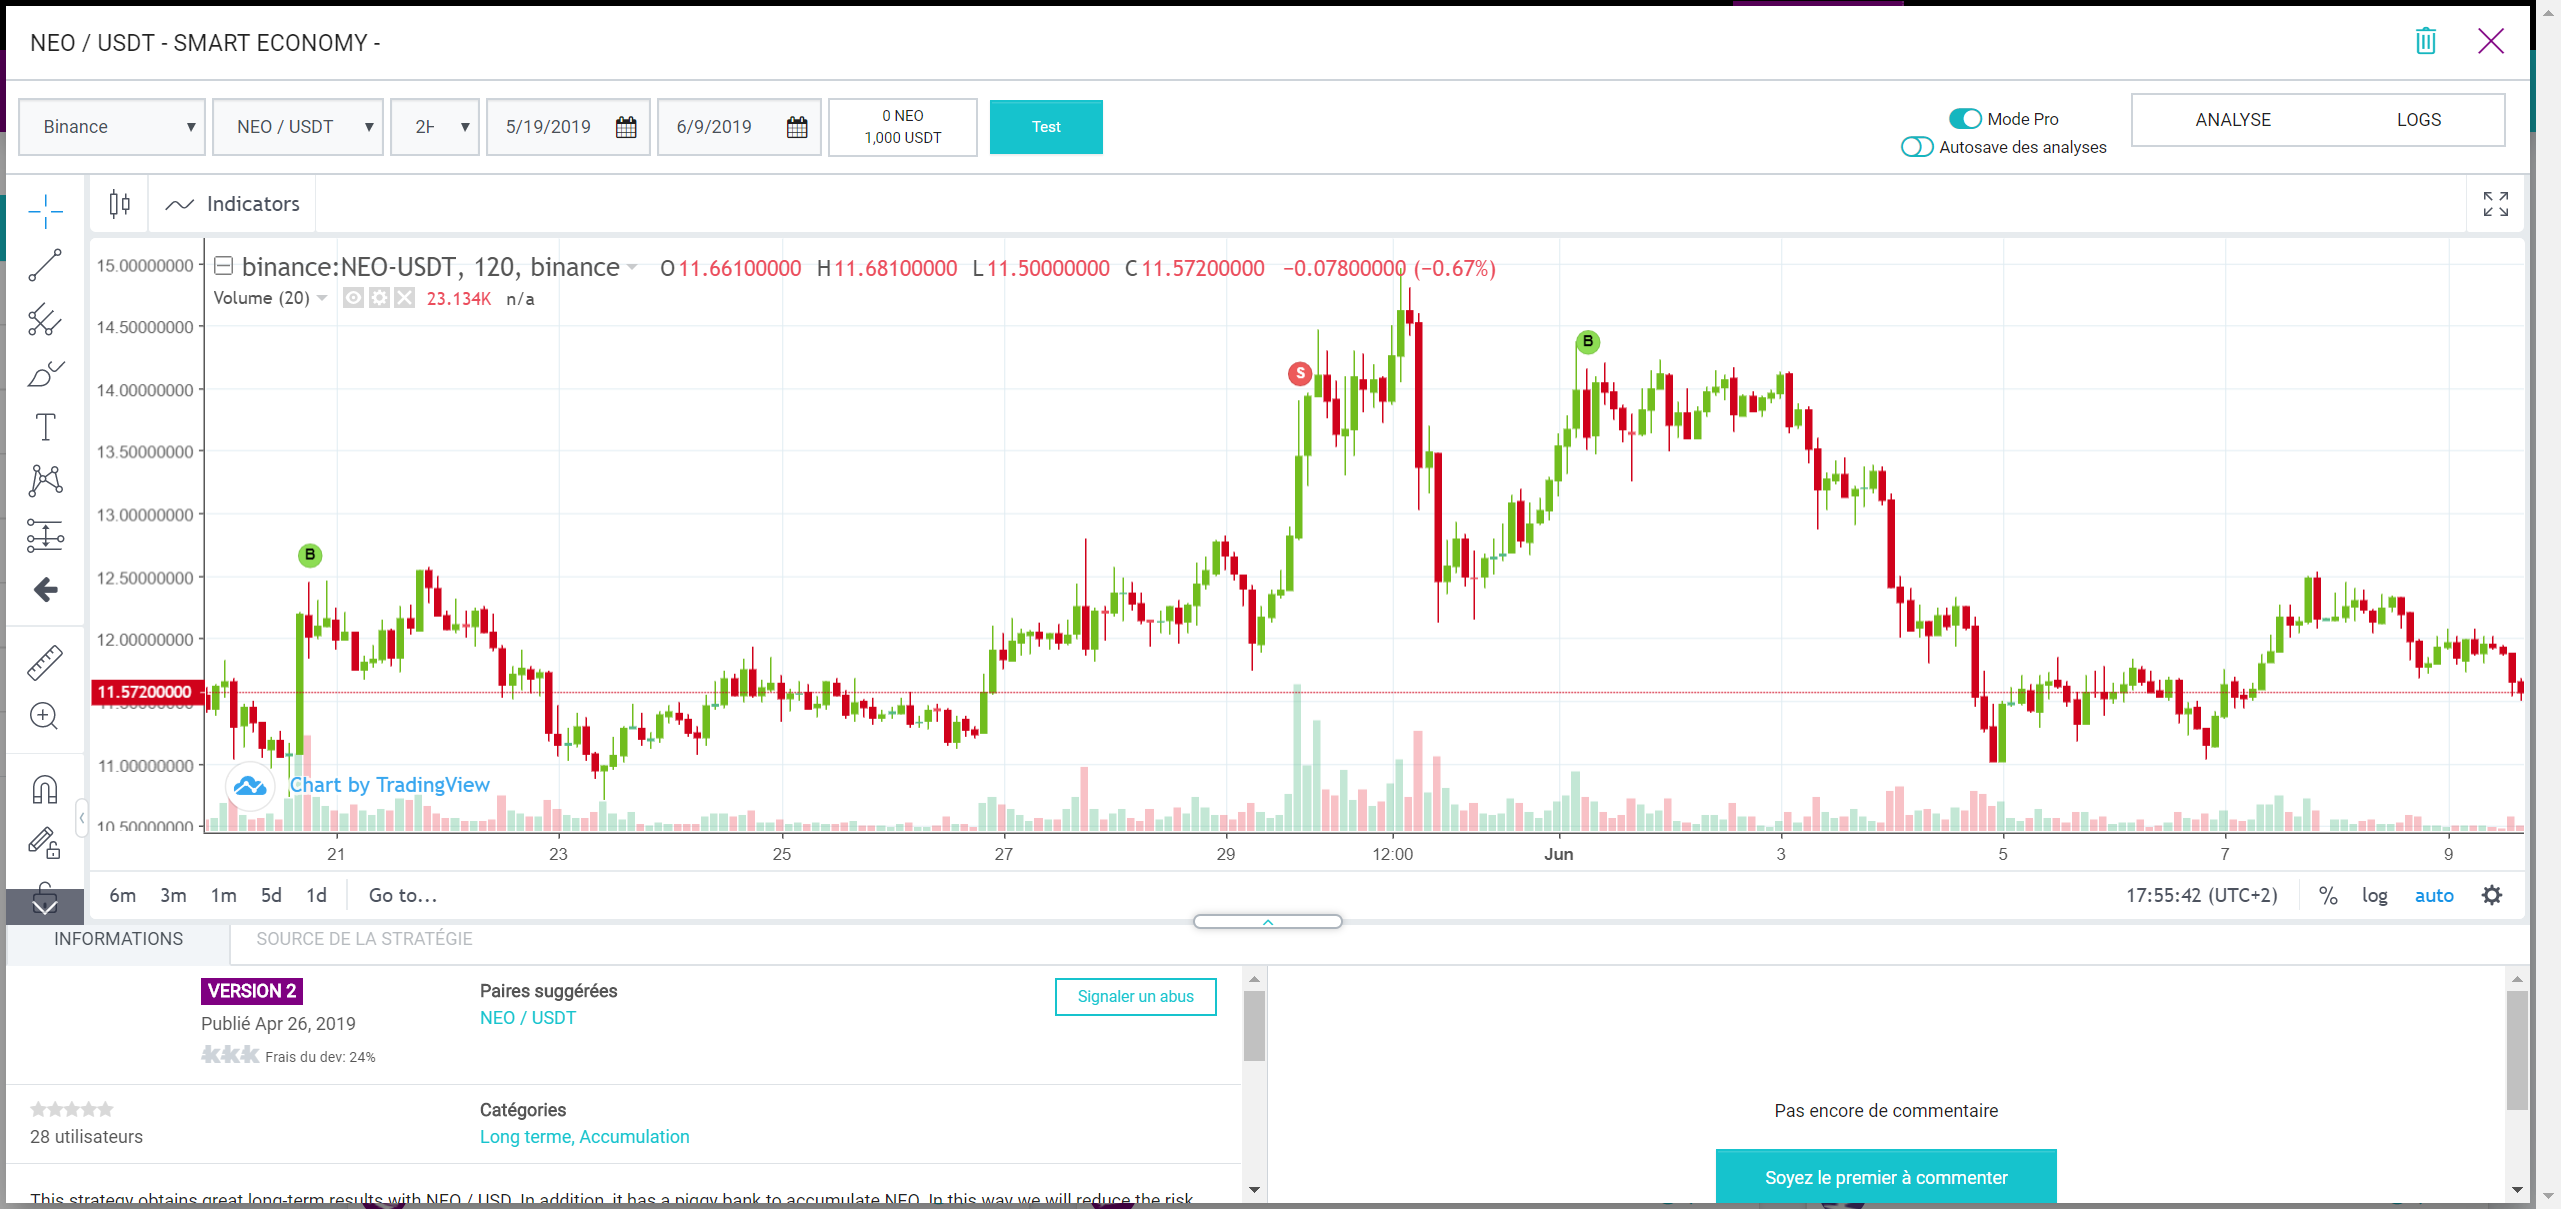 NEO / USDT - SMART ECONOMY -
Binance
NEO / USDT
2H
5/19/2019
6/9/2019
0 NEO
1,000 USDT
Test
Mode Pro
Autosave des analyses
ANALYSE
LOGS
Indicators
binance:NEO-USDT, 120, binance
O 11.66100000 H 11.68100000 L 11.50000000 C 11.57200000 −0.07800000 (−0.67%)
Volume (20)
23.134K n/a
15.00000000
14.50000000
14.00000000
13.50000000
13.00000000
12.50000000
12.00000000
11.57200000
11.00000000
10.50000000
B
S
B
Chart by TradingView
21
23
25
27
29
12:00
Jun
3
5
7
9
6m 3m 1m 5d 1d Go to...
17:55:42 (UTC+2) % log auto
INFORMATIONS
SOURCE DE LA STRATÉGIE
VERSION 2
Publié Apr 26, 2019
Frais du dev: 24%
Paires suggérées
NEO / USDT
Signaler un abus
28 utilisateurs
Catégories
Long terme, Accumulation
This strategy obtains great long-term results with NEO / USD. In addition, it has a piggy bank to accumulate NEO. In this way we will reduce the risk
Pas encore de commentaire
Soyez le premier à commenter